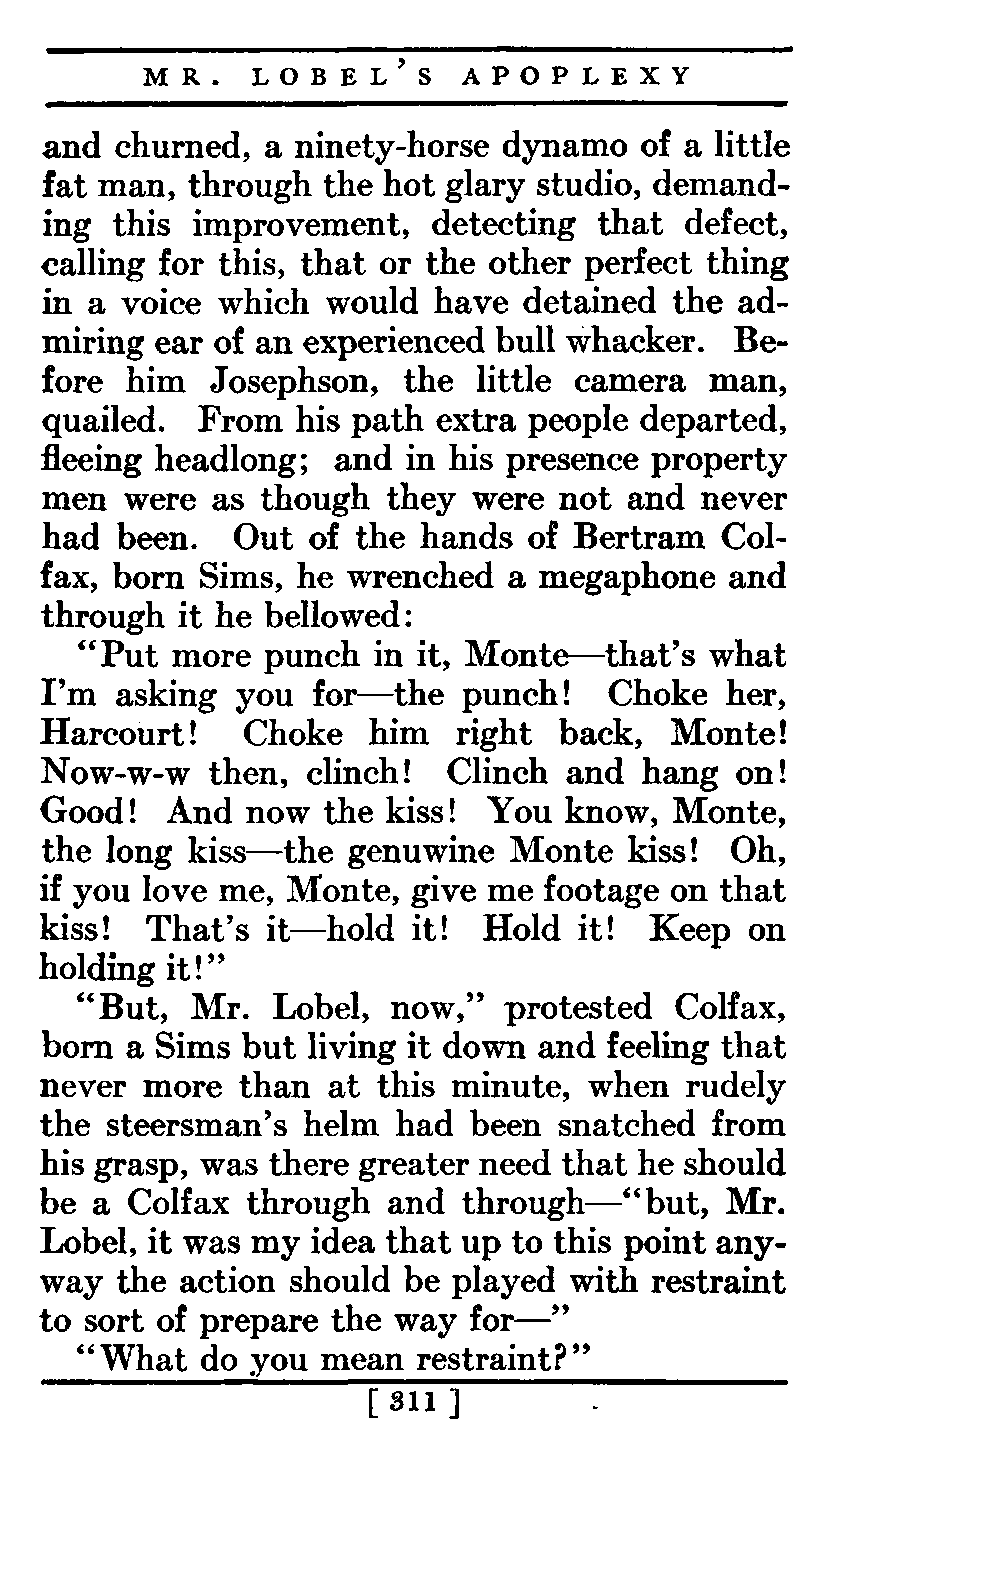 MR. LOBEL'S APOPLEXY
and churned, a ninety-horse dynamo of a little
fat man, through the hot glary studio, demand-
ing this improvement, detecting that defect,
calling for this, that or the other perfect thing
in a voice which would have detained the ad-
miring ear of an experienced bull whacker. Be-
fore him Josephson, the little camera man,
quailed. From his path extra people departed,
fleeing headlong; and in his presence property
men were as though they were not and never
had been. Out of the hands of Bertram Col-
fax, born Sims, he wrenched a megaphone and
through it he bellowed:
"Put more punch in it, Monte—that's what
I'm asking you for—the punch! Choke her,
Harcourt! Choke him right back, Monte!
Now-w-w then, clinch! Clinch and hang on!
Good! And now the kiss! You know, Monte,
the long kiss—the genuwine Monte kiss! Oh,
if you love me, Monte, give me footage on that
kiss! That's it—hold it! Hold it! Keep on
holding it!"
"But, Mr. Lobel, now," protested Colfax,
born a Sims but living it down and feeling that
never more than at this minute, when rudely
the steersman's helm had been snatched from
his grasp, was there greater need that he should
be a Colfax through and through—"but, Mr.
Lobel, it was my idea that up to this point any-
way the action should be played with restraint
to sort of prepare the way for—"
"What do you mean restraint?"
[ 311 ]